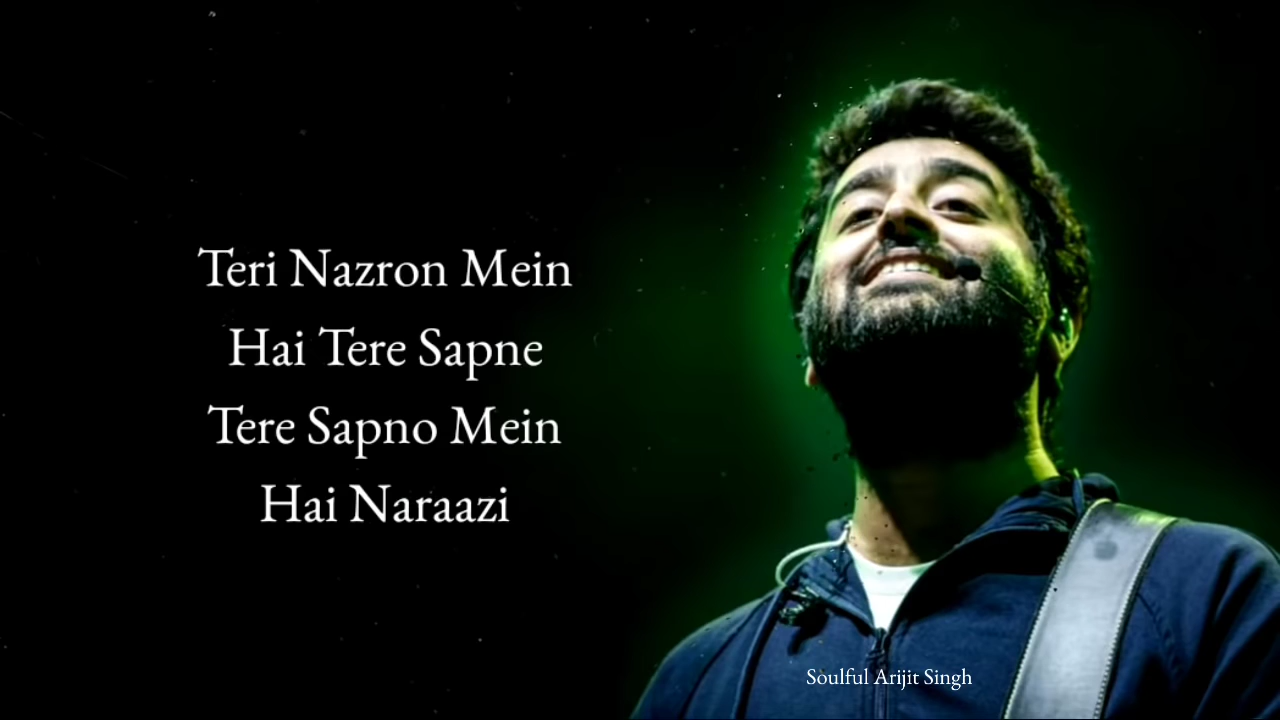 Teri Nazron Mein
Hai Tere Sapne
Tere Sapno Mein
Hai Naraazi
Soulful Arijit Singh